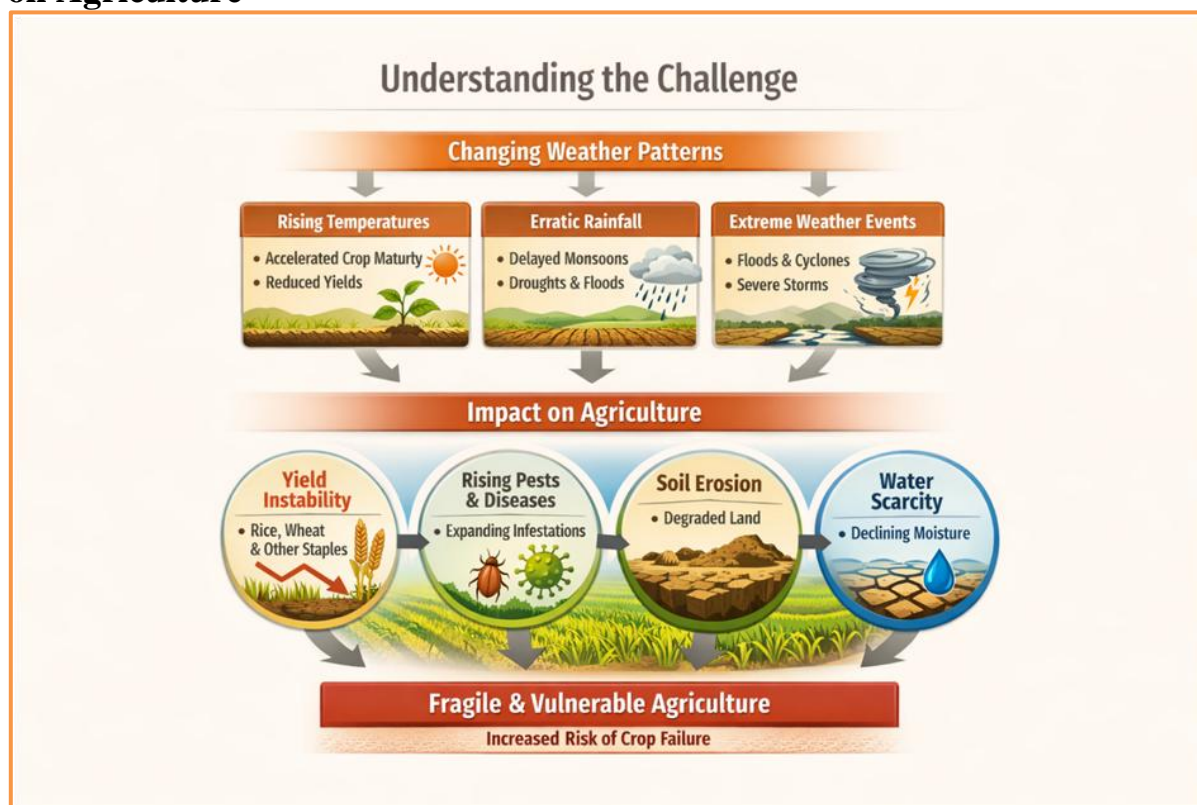 on Agriculture
Understanding the Challenge
Changing Weather Patterns
Rising Temperatures
• Accelerated Crop Maturty
• Reduced Yields
Erratic Rainfall
• Delayed Monsoons
• Droughts & Floods
Extreme Weather Events
• Floods & Cyclones
• Severe Storms
Impact on Agriculture
Yield
Instability
• Rice, Wheat
& Other Staples
Rising Pests
& Diseases
• Expanding Infestations
Soil Erosion
• Degraded Land
Water
Scarcity
• Declining Moisture
Fragile & Vulnerable Agriculture
Increased Risk of Crop Failure